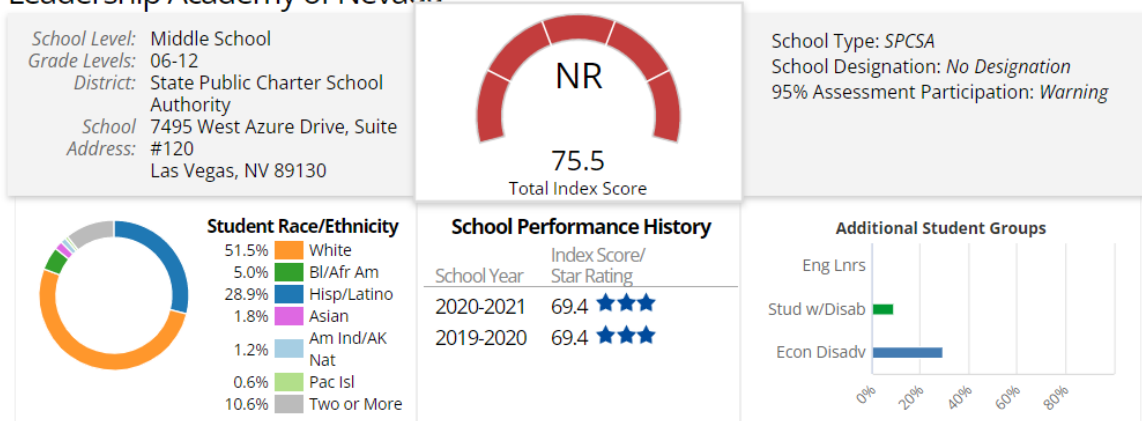 Leadership Academy of Nevada
School Level: Middle School
Grade Levels: 06-12
District: State Public Charter School
Authority
School 7495 West Azure Drive, Suite
Address: #120
Las Vegas, NV 89130
NR
75.5
Total Index Score
School Type: SPCSA
School Designation: No Designation
95% Assessment Participation: Warning
Student Race/Ethnicity
51.5% White
5.0% Bl/Afr Am
28.9% Hisp/Latino
1.8% Asian
1.2% Am Ind/AK
Nat
0.6% Pac Isl
10.6% Two or More
School Performance History
Index Score/
School Year Star Rating
2020-2021 69.4
2019-2020 69.4
Additional Student Groups
Eng Lnrs
Stud w/Disab
Econ Disadv
0% 20% 40% 60% 80%